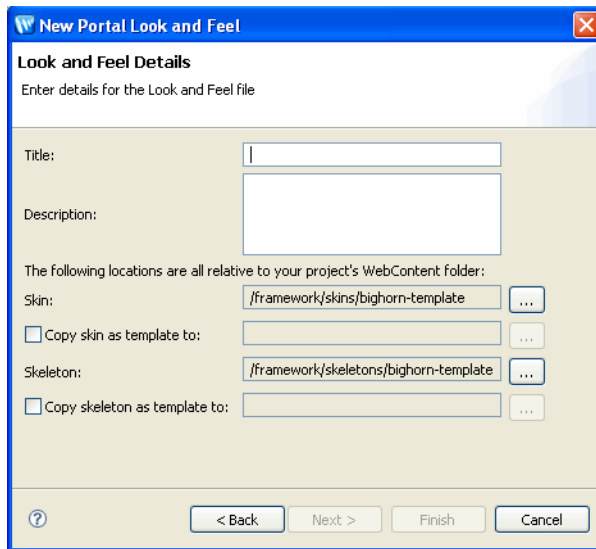 New Portal Look and Feel
Look and Feel Details
Enter details for the Look and Feel file
Title:
Description:
The following locations are all relative to your project's WebContent folder:
Skin: /framework/skins/bighorn-template ...
Copy skin as template to: ...
Skeleton: /framework/skeletons/bighorn-template ...
Copy skeleton as template to: ...
? < Back Next > Finish Cancel